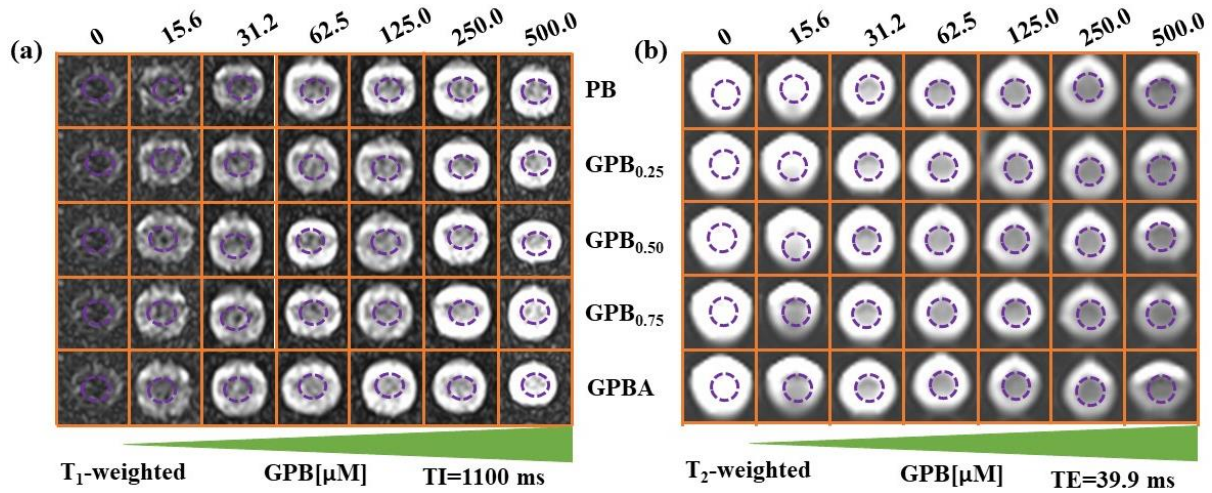 0 15.6 31.2 62.5 125.0 250.0 500.0
(a)
PB
GPB0.25
GPB0.50
GPB0.75
GPBA
T1-weighted GPB[μM] TI=1100 ms
0 15.6 31.2 62.5 125.0 250.0 500.0
(b)
T2-weighted GPB[μM] TE=39.9 ms